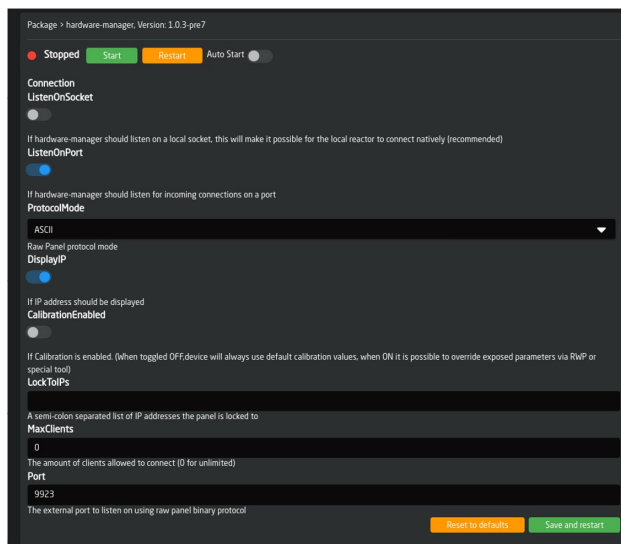 Package > hardware-manager, Version: 1.0.3-pre7
Stopped Start Restart Auto Start
Connection
ListenOnSocket
If hardware-manager should listen on a local socket, this will make it possible for the local reactor to connect natively (recommended)
ListenOnPort
If hardware-manager should listen for incoming connections on a port
ProtocolMode
ASCII
Raw Panel protocol mode
DisplayIP
If IP address should be displayed
CalibrationEnabled
If Calibration is enabled. (When toggled OFF,device will always use default calibration values, when ON it is possible to override exposed parameters via RWP or
special tool)
LockToIPs
A semi-colon separated list of IP addresses the panel is locked to
MaxClients
0
The amount of clients allowed to connect (0 for unlimited)
Port
9923
The external port to listen on using raw panel binary protocol
Reset to defaults Save and restart